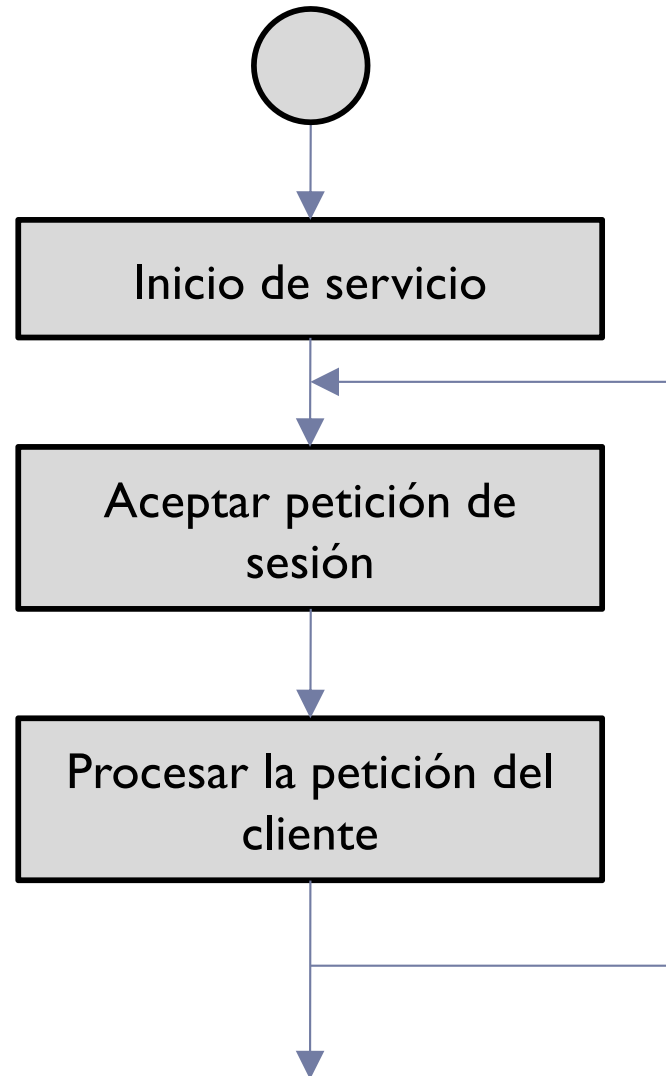 Inicio de servicio
Aceptar petición de
sesión
Procesar la petición del
cliente